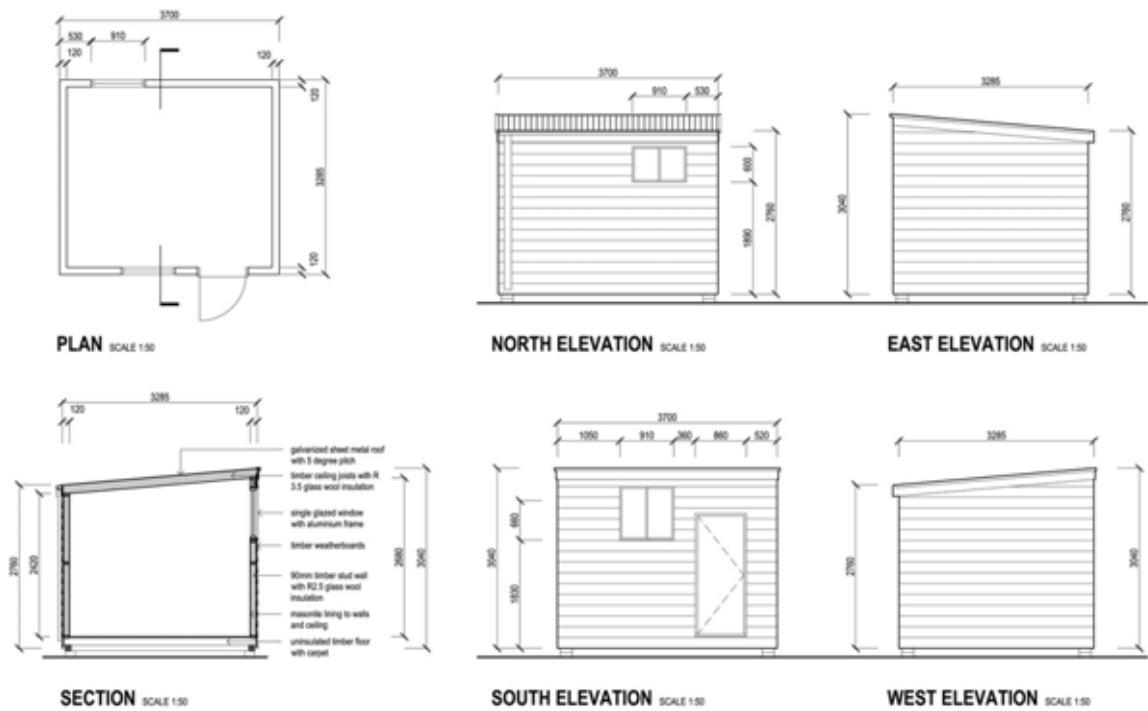 3700
530 910
120 120
120
3285
120
PLAN SCALE 1:50
3700
910 530
600
1890
2760
NORTH ELEVATION SCALE 1:50
3285
3040
2760
EAST ELEVATION SCALE 1:50
3285
120 120
galvanized sheet metal roof
with 5 degree pitch
timber ceiling joists with R
3.5 glass wool insulation
single glazed window
with aluminium frame
timber weatherboards
90mm timber stud wall
with R2.5 glass wool
insulation
masonite lining to walls
and ceiling
uninsulated timber floor
with carpet
2760
2420
2680
3040
SECTION SCALE 1:50
3700
1050 910 360 860 520
3040
1830
SOUTH ELEVATION SCALE 1:50
3285
2760
3040
WEST ELEVATION SCALE 1:50